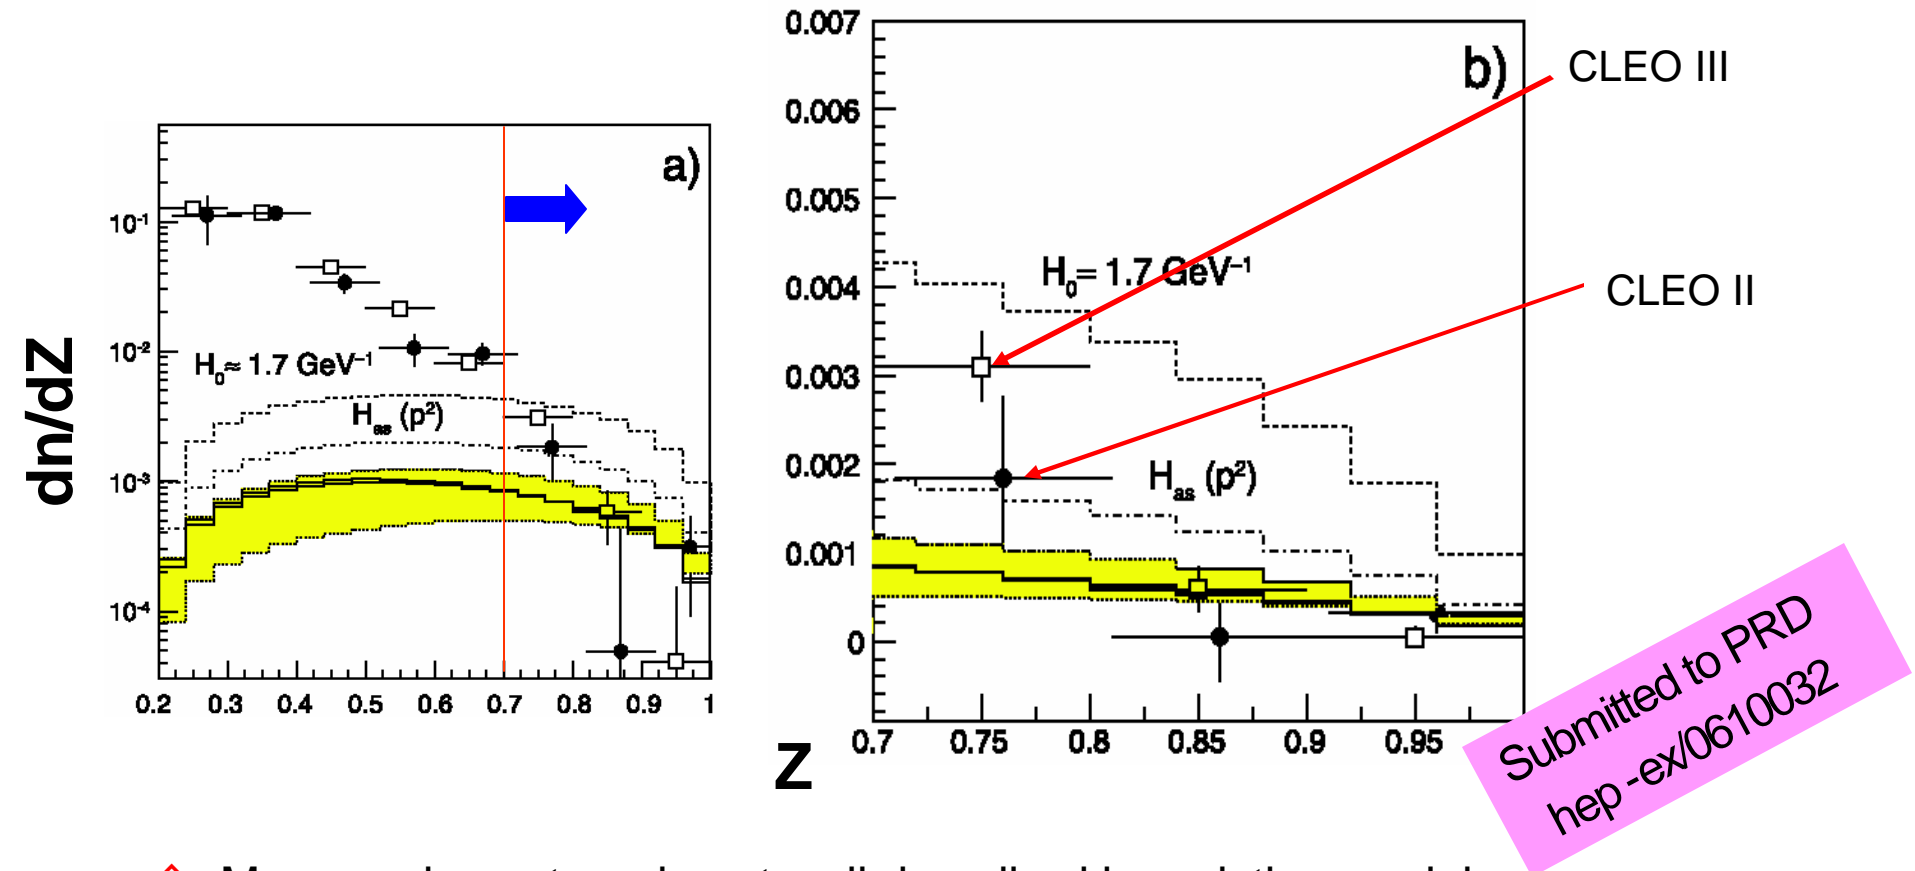 dn/dZ
a)
10⁻¹
10⁻²
10⁻³
10⁻⁴
H₀≈ 1.7 GeV⁻¹
Has (p²)
0.2 0.3 0.4 0.5 0.6 0.7 0.8 0.9 1
b)
0.007
0.006
0.005
0.004
0.003
0.002
0.001
0
H₀= 1.7 GeV⁻¹
Has (p²)
0.7 0.75 0.8 0.85 0.9 0.95
Z
CLEO III
CLEO II
Submitted to PRD
hep-ex/0610032